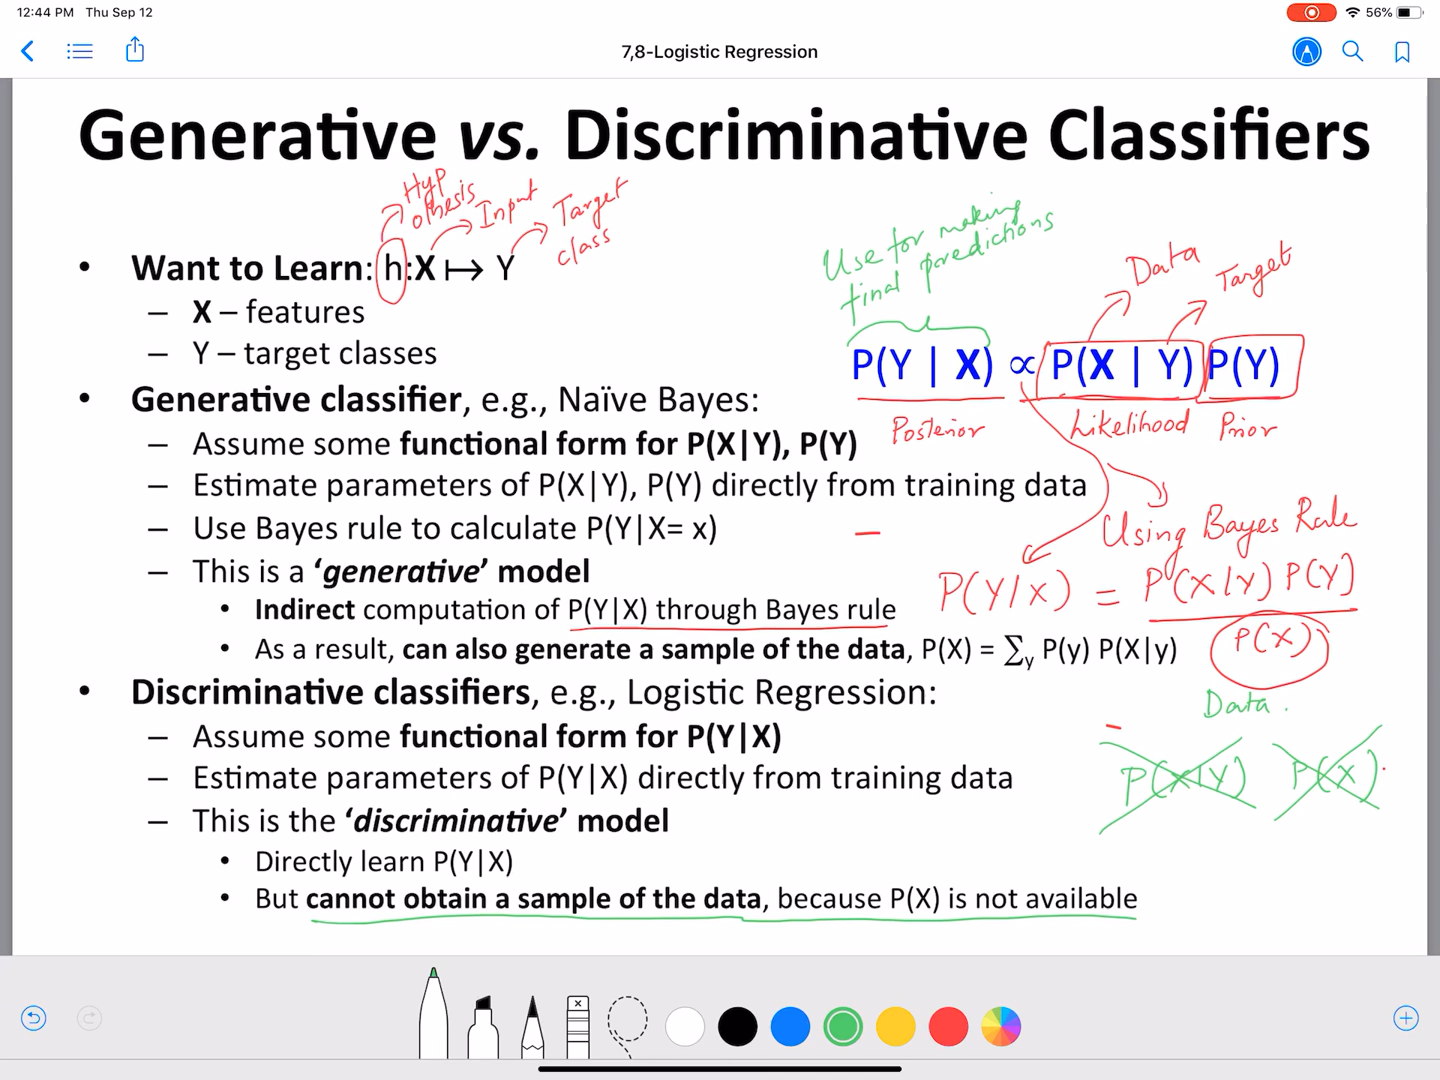 12:44 PM Thu Sep 12
56%
7,8-Logistic Regression
Generative vs. Discriminative Classifiers
Hyp
othesis
Input
Target
class
Use for making
final predictions
• Want to Learn: h:X ↦ Y
Data
Target
– X – features
– Y – target classes
P(Y | X) ∝ P(X | Y) P(Y)
Posterior
Likelihood
Prior
• Generative classifier, e.g., Naïve Bayes:
– Assume some functional form for P(X|Y), P(Y)
– Estimate parameters of P(X|Y), P(Y) directly from training data
– Use Bayes rule to calculate P(Y|X= x)
Using Bayes Rule
– This is a ‘generative’ model
P(Y/X) = P(X/Y) P(Y)
P(X)
• Indirect computation of P(Y|X) through Bayes rule
• As a result, can also generate a sample of the data, P(X) = ∑y P(y) P(X|y)
Data.
• Discriminative classifiers, e.g., Logistic Regression:
– Assume some functional form for P(Y|X)
– Estimate parameters of P(Y|X) directly from training data
P(X|Y) P(X)
– This is the ‘discriminative’ model
• Directly learn P(Y|X)
• But cannot obtain a sample of the data, because P(X) is not available